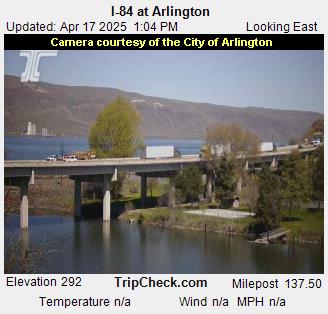 I-84 at Arlington
Updated: Apr 17 2025 1:04 PM Looking East
Camera courtesy of the City of Arlington
Elevation 292 TripCheck.com Milepost 137.50
Temperature n/a Wind n/a MPH n/a